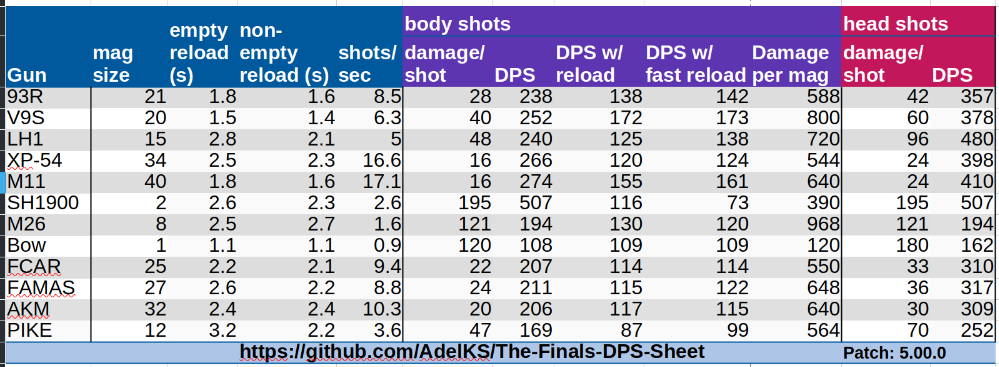 body shots head shots
Gun mag size empty reload (s) non-empty reload (s) shots/sec damage/shot DPS DPS w/ reload DPS w/ fast reload Damage per mag damage/shot DPS
93R 21 1.8 1.6 8.5 28 238 138 142 588 42 357
V9S 20 1.5 1.4 6.3 40 252 172 173 800 60 478
LH1 15 2.8 2.1 5 48 240 125 138 720 96 480
XP-54 34 2.5 2.3 16.6 16 266 120 124 544 24 398
M11 40 1.8 1.6 17.1 16 274 155 161 640 24 410
SH1900 2 2.6 2.3 2.6 195 507 116 73 390 195 507
M26 8 2.5 2.7 1.6 121 194 130 120 968 121 194
Bow 1 1.1 1.1 0.9 120 108 109 109 120 180 162
FCAR 25 2.2 2.1 9.4 22 207 114 114 550 33 310
FAMAS 27 2.6 2.2 8.8 24 211 115 122 648 36 317
AKM 32 2.4 2.4 10.3 20 206 117 115 640 30 309
PIKE 12 3.2 2.2 3.6 47 169 87 99 564 70 252
https://github.com/AdelKS/The-Finals-DPS-Sheet Patch: 5.00.0